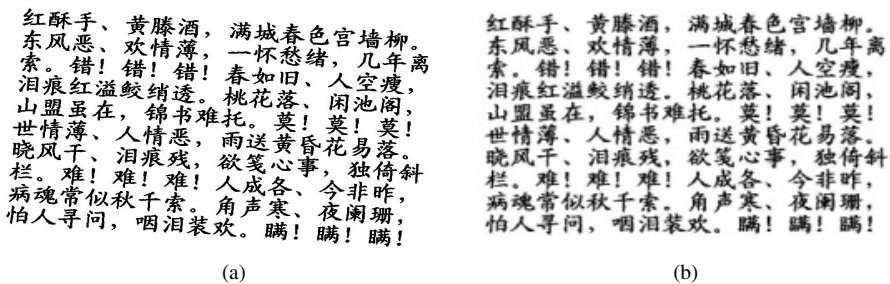 红酥手、黄滕酒，满城春色宫墙柳。
东风恶、欢情薄，一怀愁绪，几年离
索。错！错！错！春如旧、人空瘦，
泪痕红溢鲛绡透。桃花落、闲池阁，
山盟虽在，锦书难托。莫！莫！莫！
世情薄、人情恶，雨送黄昏花易落。
晓风干、泪痕残，欲笺心事，独倚斜
栏。难！难！难！人成各、今非昨，
病魂常似秋千索。角声寒、夜阑珊，
怕人寻问，咽泪装欢。瞒！瞒！瞒！
(a)
红酥手、黄滕酒，满城春色宫墙柳。
东风恶、欢情薄，一怀愁绪，几年离
索。错！错！错！春如旧、人空瘦，
泪痕红溢鲛绡透。桃花落、闲池阁，
山盟虽在，锦书难托。莫！莫！莫！
世情薄、人情恶，雨送黄昏花易落。
晓风干、泪痕残，欲笺心事，独倚斜
栏。难！难！难！人成各、今非昨，
病魂常似秋千索。角声寒、夜阑珊，
怕人寻问，咽泪装欢。瞒！瞒！瞒！
(b)